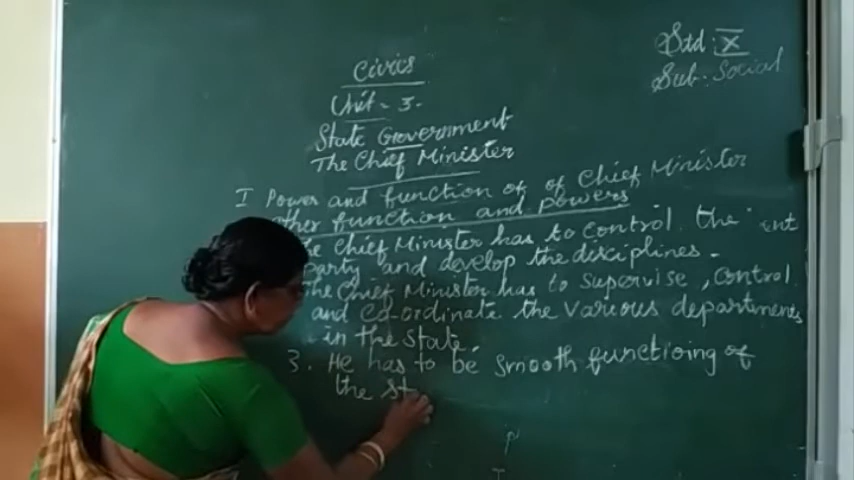 Std : X
Sub : Social
Civics
Unit - 3.
State Government
The Chief Minister
I Power and function of of Chief Minister
other function and powers
Chief Minister has to control the ent
party and develop the disciplines.
The Chief Minister has to Supervise, Control
and co-ordinate the various departments
in the state.
3. He has to be smooth functioing of
the st